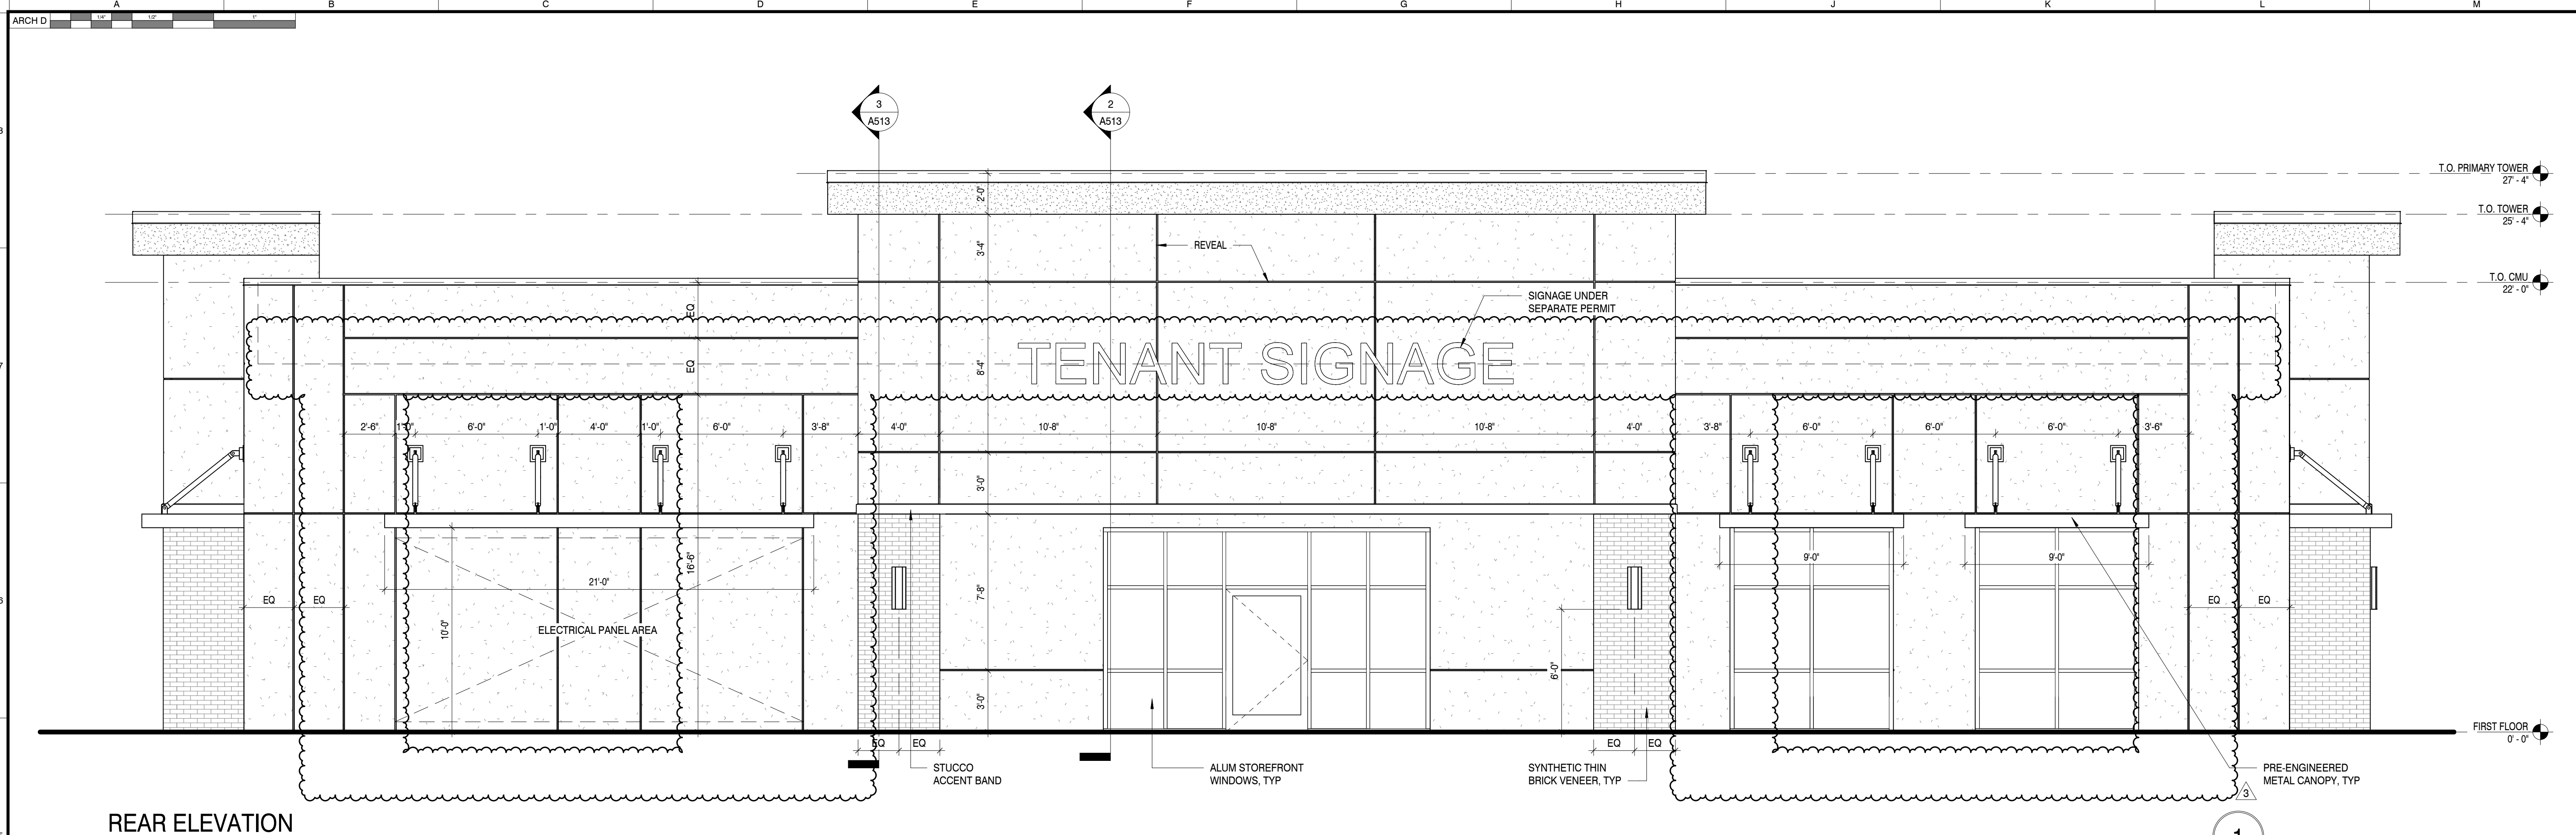 A B C D E F G H J K L M
ARCH D 1/4" 1/2" 1"
3
A513
2
A513
T.O. PRIMARY TOWER
27' - 4"
T.O. TOWER
25' - 4"
T.O. CMU
22' - 0"
2'-0"
3'-4"
REVEAL
SIGNAGE UNDER
SEPARATE PERMIT
EQ
EQ
8'-4"
TENANT SIGNAGE
2'-6" 1'-0" 6'-0" 1'-0" 4'-0" 1'-0" 6'-0" 3'-8" 4'-0" 10'-8" 10'-8" 10'-8" 4'-0" 3'-8" 6'-0" 6'-0" 6'-0" 3'-6"
3'-0"
16'-6"
21'-0"
9'-0"
9'-0"
7'-8"
EQ EQ
EQ EQ
10'-0"
ELECTRICAL PANEL AREA
6'-0"
3'-0"
FIRST FLOOR
0' - 0"
EQ EQ
EQ EQ
STUCCO
ACCENT BAND
ALUM STOREFRONT
WINDOWS, TYP
SYNTHETIC THIN
BRICK VENEER, TYP
PRE-ENGINEERED
METAL CANOPY, TYP
3
REAR ELEVATION